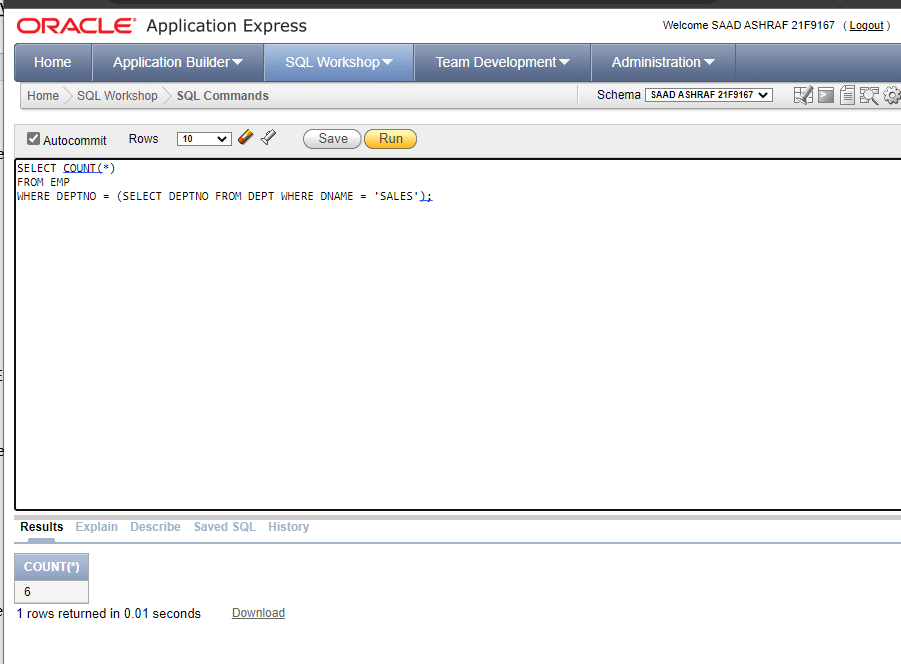 ORACLE® Application Express
Welcome SAAD ASHRAF 21F9167 ( Logout )
Home Application Builder SQL Workshop Team Development Administration
Home SQL Workshop SQL Commands Schema SAAD ASHRAF 21F9167
Autocommit Rows 10 Save Run
SELECT COUNT(*)
FROM EMP
WHERE DEPTNO = (SELECT DEPTNO FROM DEPT WHERE DNAME = 'SALES');
Results Explain Describe Saved SQL History
COUNT(*)
6
1 rows returned in 0.01 seconds Download